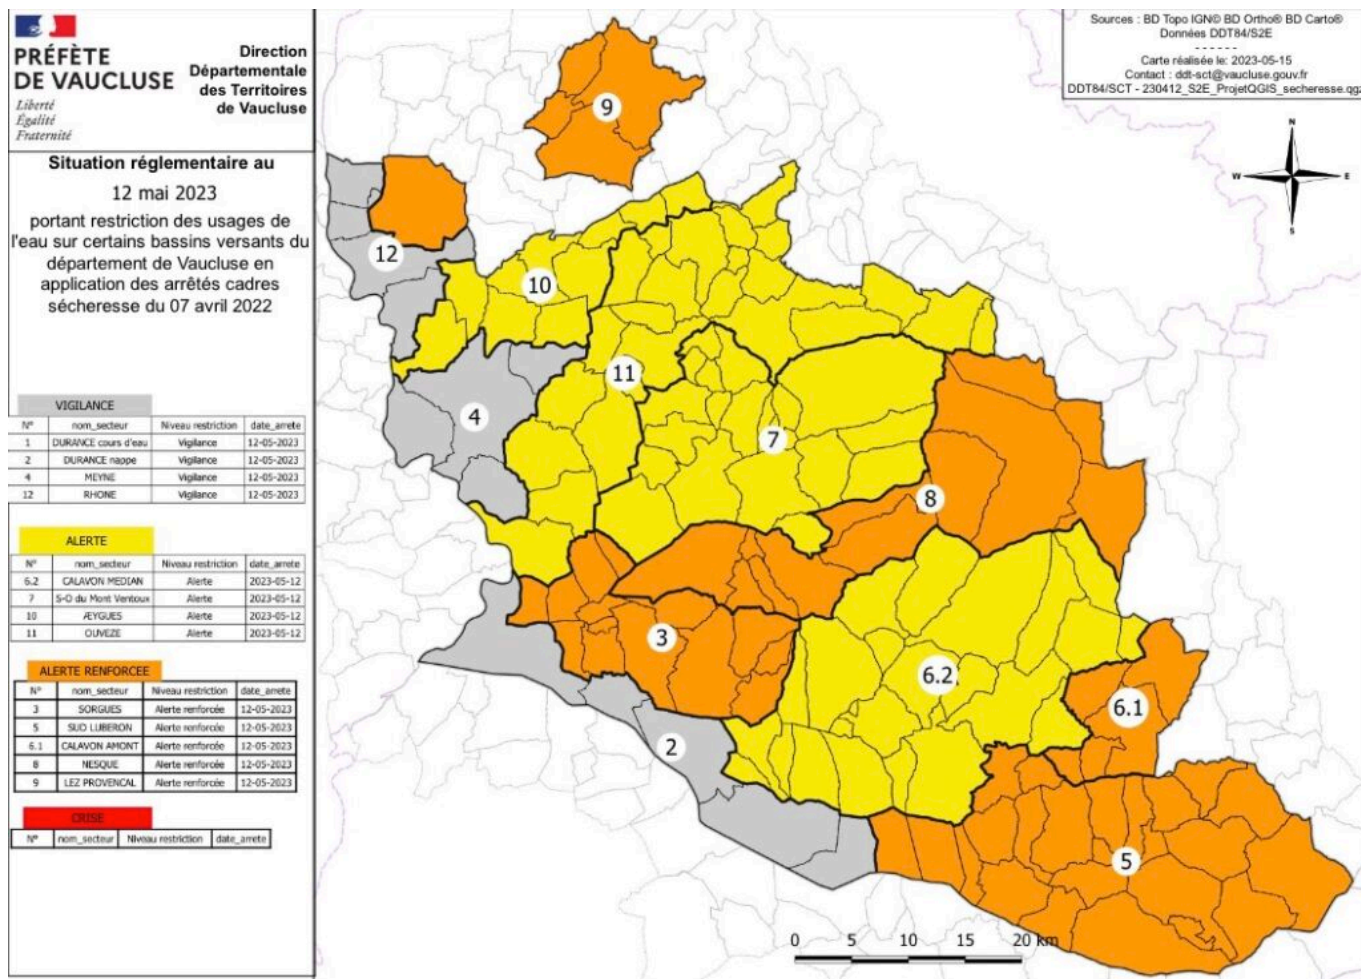 PRÉFÈTE
DE VAUCLUSE
Liberté
Égalité
Fraternité
Direction
Départementale
des Territoires
de Vaucluse
Situation réglementaire au
12 mai 2023
portant restriction des usages de
l'eau sur certains bassins versants du
département de Vaucluse en
application des arrêtés cadres
sécheresse du 07 avril 2022
VIGILANCE
N° nom_secteur Niveau restriction date_arrete
1 DURANCE cours d'eau Vigilance 12-05-2023
2 DURANCE nappe Vigilance 12-05-2023
4 MEYNE Vigilance 12-05-2023
12 RHONE Vigilance 12-05-2023
ALERTE
N° nom_secteur Niveau restriction date_arrete
6.2 CALAVON MEDIAN Alerte 2023-05-12
7 S-O du Mont Ventoux Alerte 2023-05-12
10 ÆYGUES Alerte 2023-05-12
11 OUVEZE Alerte 2023-05-12
ALERTE RENFORCEE
N° nom_secteur Niveau restriction date_arrete
3 SORGUES Alerte renforcée 12-05-2023
5 SUD LUBERON Alerte renforcée 12-05-2023
6.1 CALAVON AMONT Alerte renforcée 12-05-2023
8 NESQUE Alerte renforcée 12-05-2023
9 LEZ PROVENCAL Alerte renforcée 12-05-2023
CRISE
N° nom_secteur Niveau restriction date_arrete
Sources : BD Topo IGN© BD Ortho® BD Carto®
Données DDT84/S2E
- - - - - -
Carte réalisée le: 2023-05-15
Contact : ddt-sct@vaucluse.gouv.fr
DDT84/SCT - 230412_S2E_ProjetQGIS_secheresse.qgz
N
W E
S
9
12
10
11
4
7
8
3
6.2
6.1
2
5
0 5 10 15 20 km